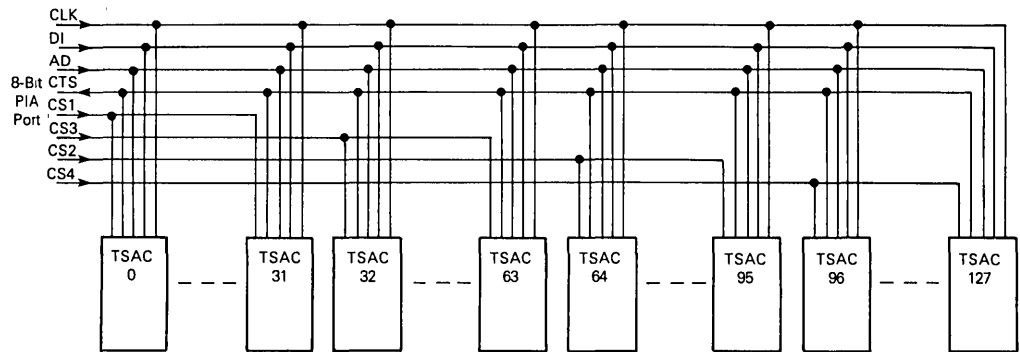 CLK
DI
AD
8-Bit CTS
PIA CS1
Port
CS3
CS2
CS4
TSAC 0
TSAC 31
TSAC 32
TSAC 63
TSAC 64
TSAC 95
TSAC 96
TSAC 127